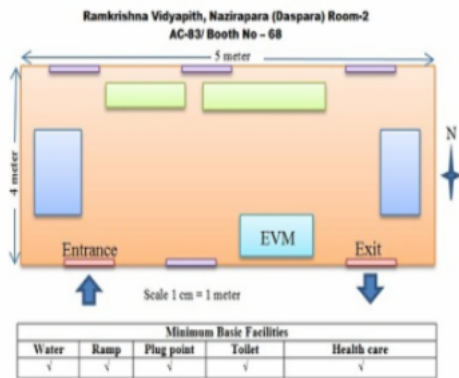 Ramkrishna Vidyapith, Nazirapara (Daspara) Room-2
AC-83/ Booth No – 68
5 meter
4 meter
N
EVM
Entrance
Exit
Scale 1 cm = 1 meter
Minimum Basic Facilities
Water Ramp Plug point Toilet Health care
√ √ √ √ √